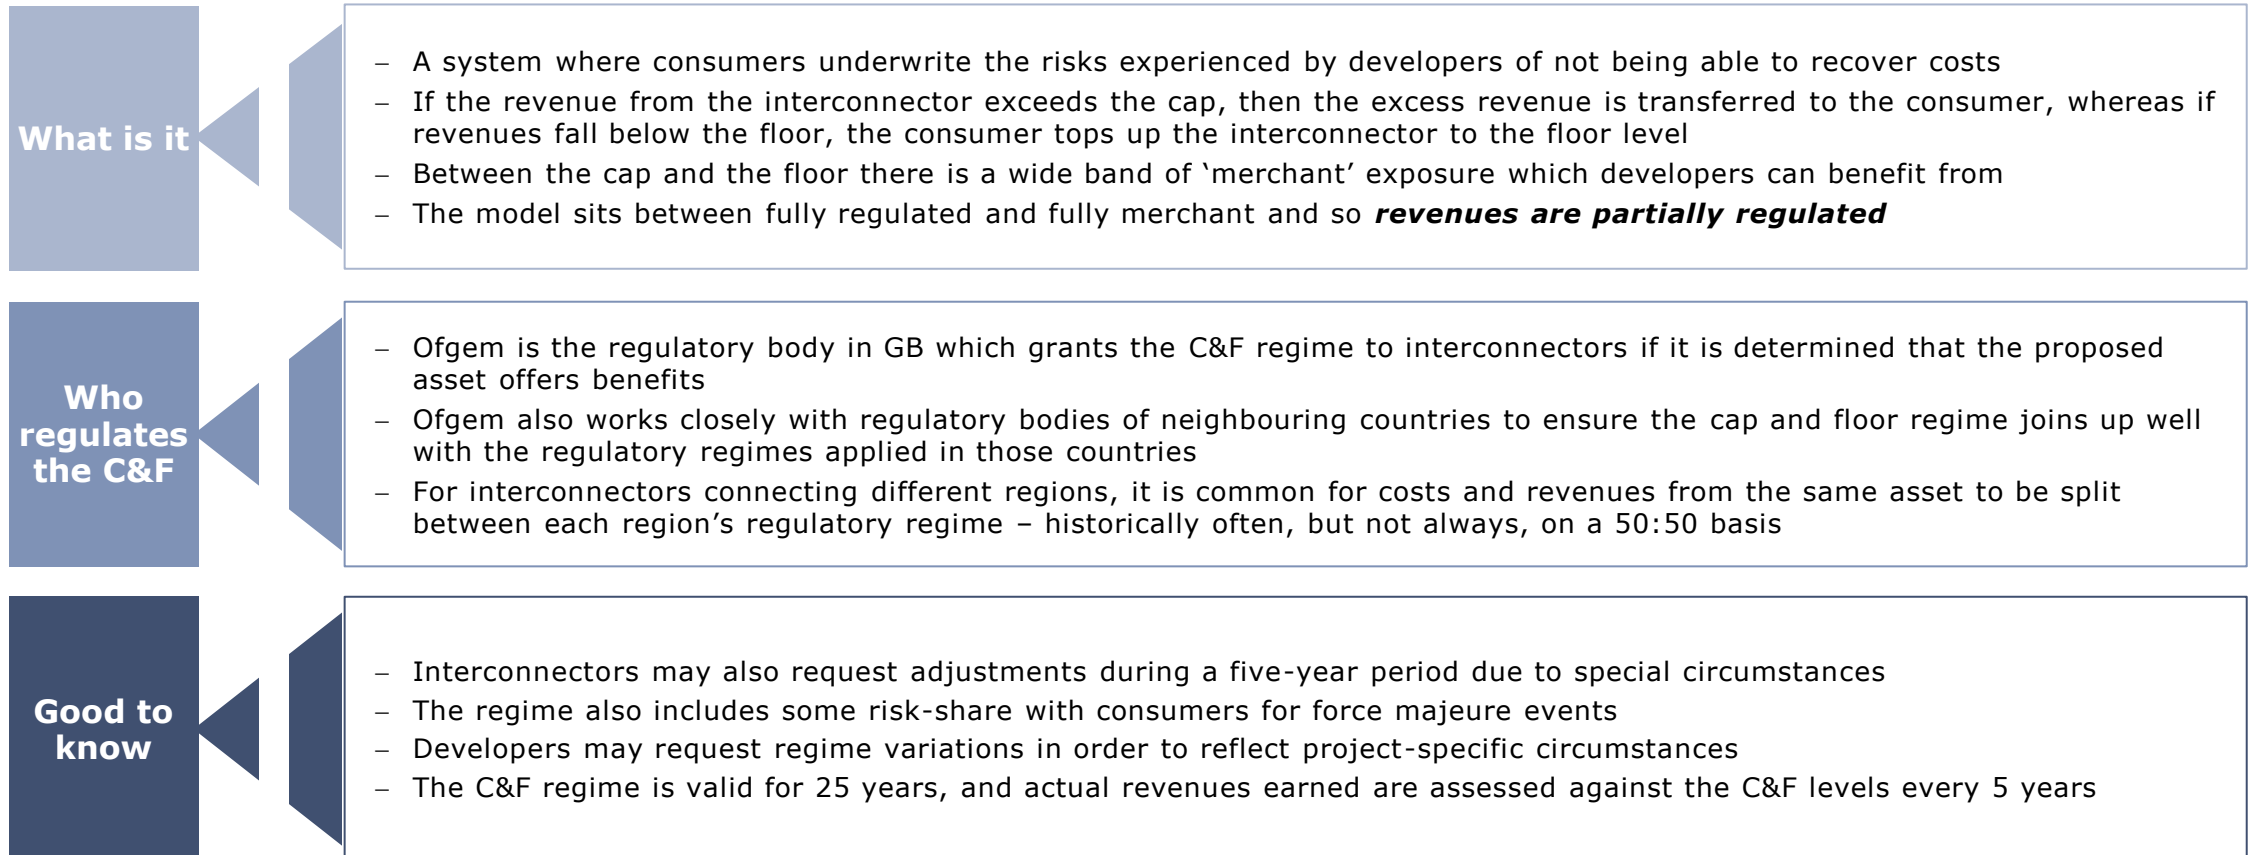 What is it
– A system where consumers underwrite the risks experienced by developers of not being able to recover costs
– If the revenue from the interconnector exceeds the cap, then the excess revenue is transferred to the consumer, whereas if
revenues fall below the floor, the consumer tops up the interconnector to the floor level
– Between the cap and the floor there is a wide band of ‘merchant’ exposure which developers can benefit from
– The model sits between fully regulated and fully merchant and so revenues are partially regulated
Who
regulates
the C&F
– Ofgem is the regulatory body in GB which grants the C&F regime to interconnectors if it is determined that the proposed
asset offers benefits
– Ofgem also works closely with regulatory bodies of neighbouring countries to ensure the cap and floor regime joins up well
with the regulatory regimes applied in those countries
– For interconnectors connecting different regions, it is common for costs and revenues from the same asset to be split
between each region’s regulatory regime – historically often, but not always, on a 50:50 basis
Good to
know
– Interconnectors may also request adjustments during a five-year period due to special circumstances
– The regime also includes some risk-share with consumers for force majeure events
– Developers may request regime variations in order to reflect project-specific circumstances
– The C&F regime is valid for 25 years, and actual revenues earned are assessed against the C&F levels every 5 years